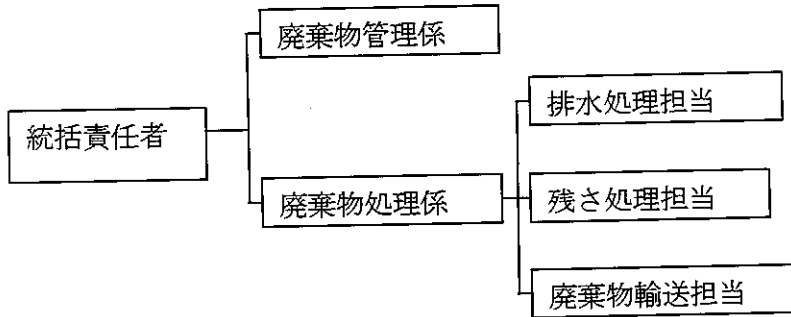 廃棄物管理係
排水処理担当
統括責任者
廃棄物処理係
残さ処理担当
廃棄物輸送担当